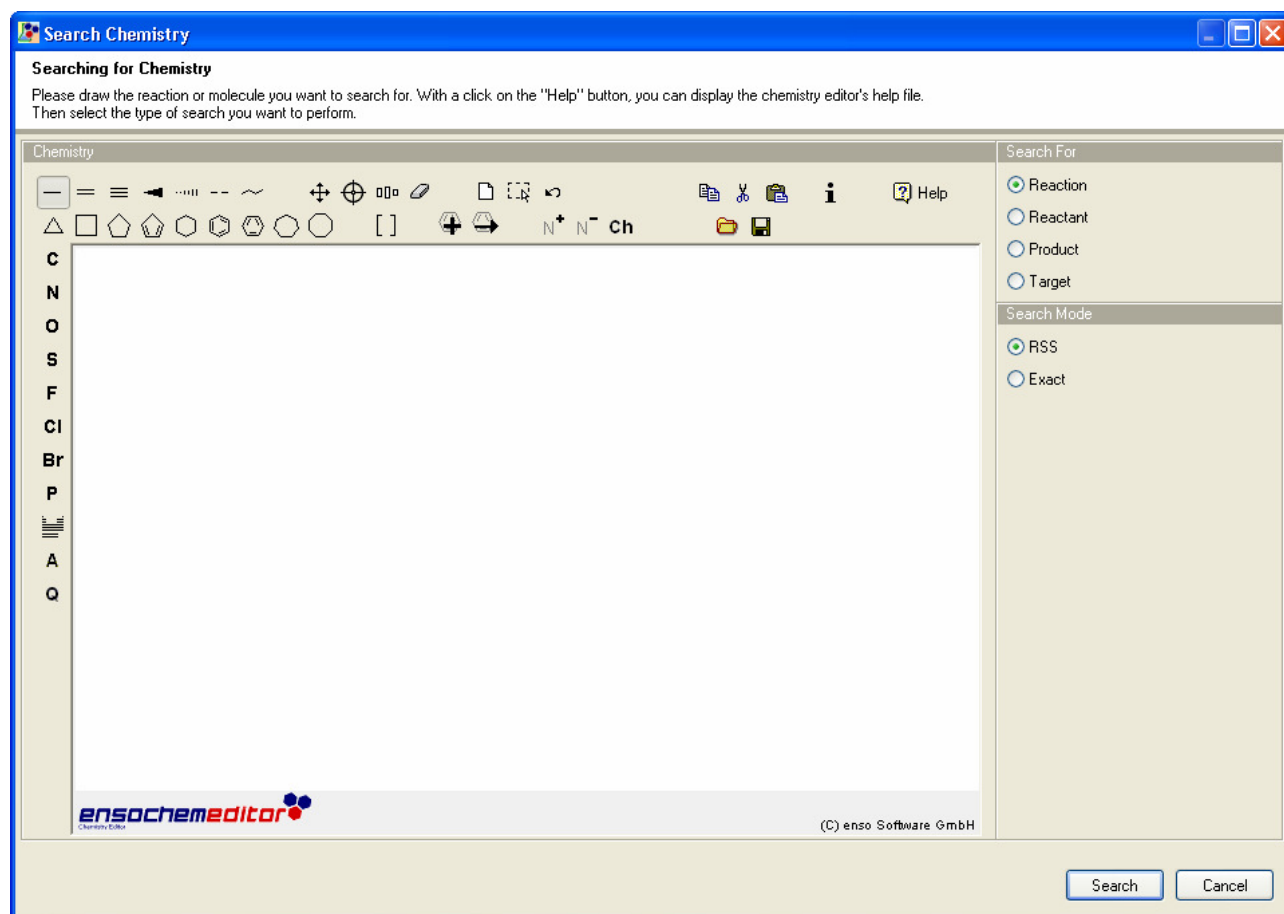 Search Chemistry
Searching for Chemistry
Please draw the reaction or molecule you want to search for. With a click on the "Help" button, you can display the chemistry editor's help file.
Then select the type of search you want to perform.
Chemistry
Search For
Help
Reaction
Reactant
Product
Target
[ ]
N+ N- Ch
C
N
O
S
F
Cl
Br
P
A
Q
Search Mode
RSS
Exact
ensochemeditor
Chemistry Editor
(C) enso Software GmbH
Search
Cancel